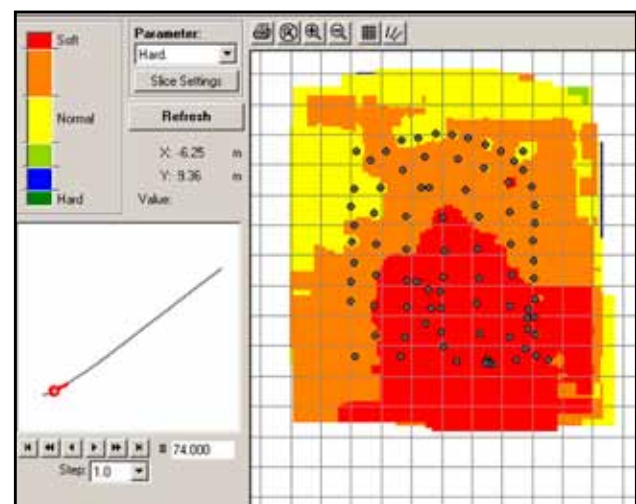 Soft
Normal
Hard
Parameter:
Hard.
Slice Settings
Refresh
X: -6.25 m
Y: 9.36 m
Value:
# 74.000
Step: 1.0